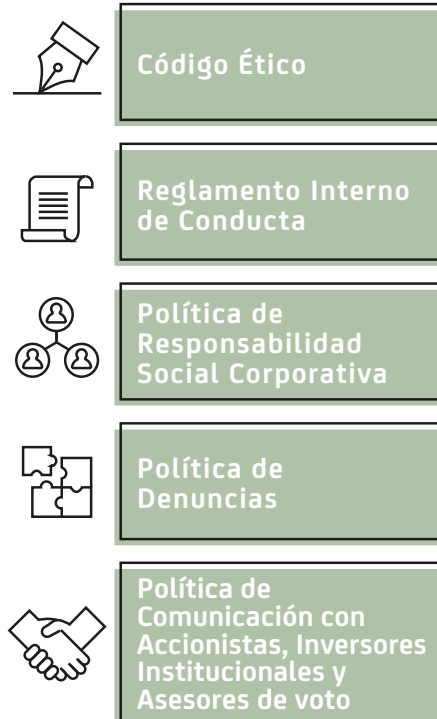 Código Ético
Reglamento Interno
de Conducta
Política de
Responsabilidad
Social Corporativa
Política de
Denuncias
Política de
Comunicación con
Accionistas, Inversores
Institucionales y
Asesores de voto